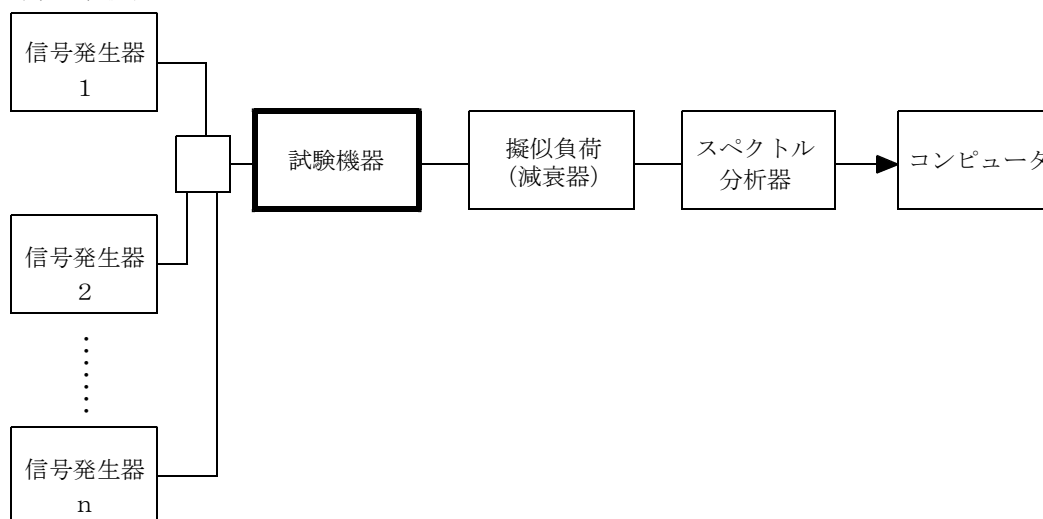 信号発生器
1
試験機器
擬似負荷
(減衰器)
スペクトル
分析器
コンピュータ
信号発生器
2
信号発生器
n